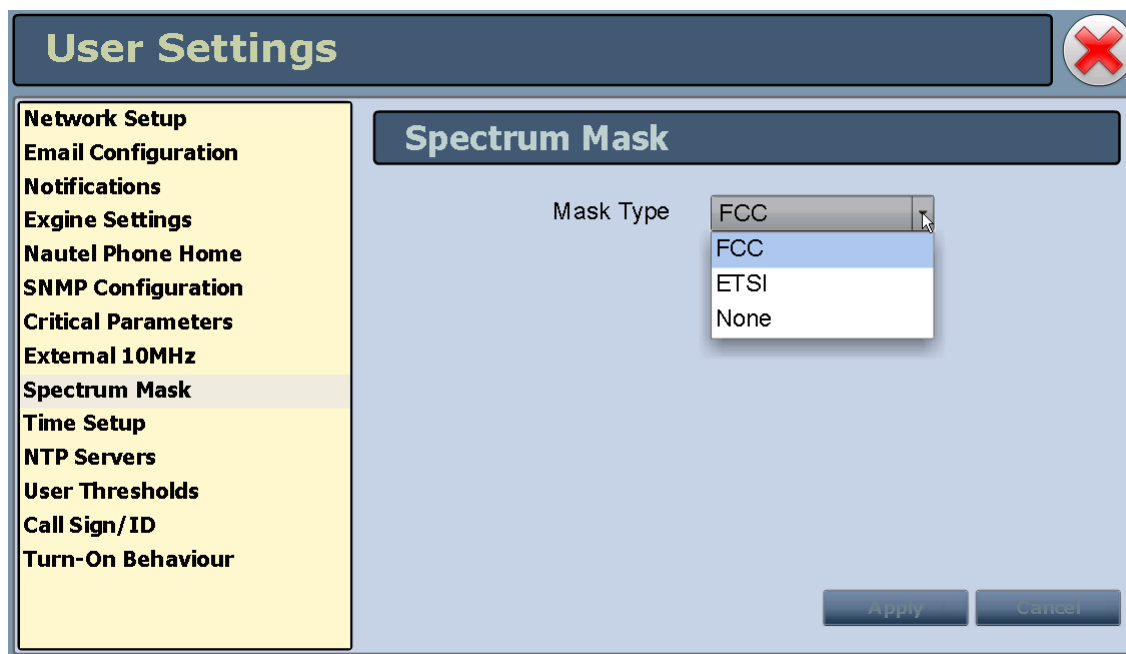 User Settings
Network Setup
Email Configuration
Notifications
Exgine Settings
Nautel Phone Home
SNMP Configuration
Critical Parameters
External 10MHz
Spectrum Mask
Time Setup
NTP Servers
User Thresholds
Call Sign/ID
Turn-On Behaviour
Spectrum Mask
Mask Type FCC
FCC
ETSI
None
Apply Cancel